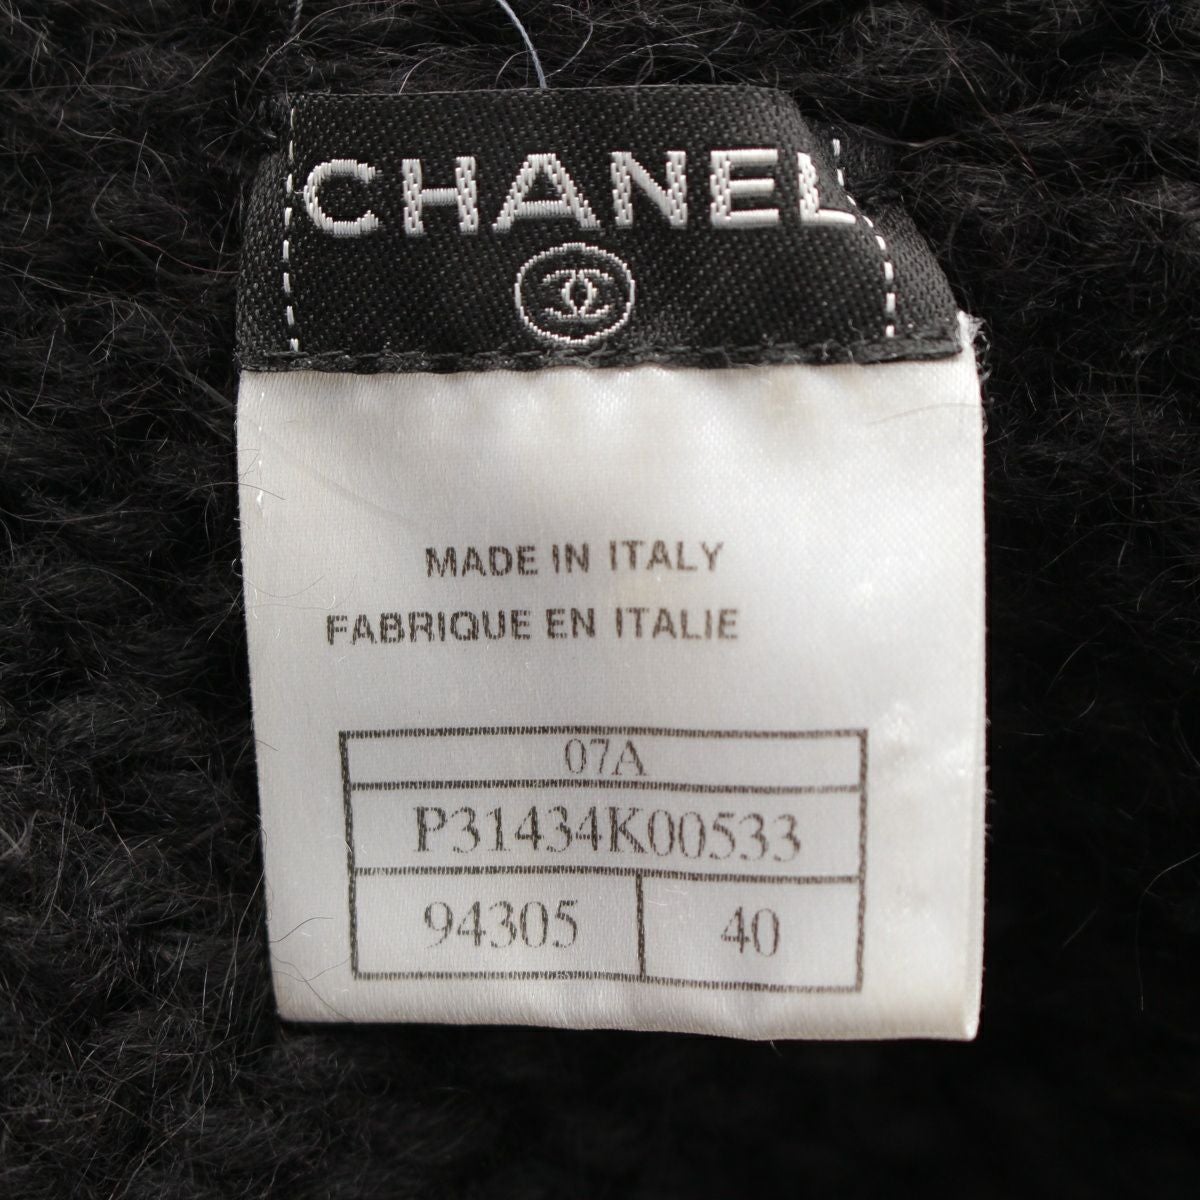 CHANEL
MADE IN ITALY
FABRIQUE EN ITALIE
07A
P31434K00533
94305 40